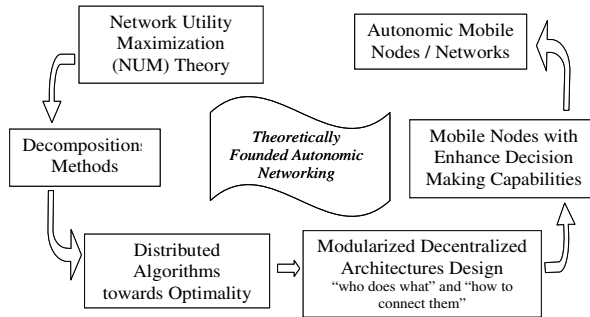 Network Utility
Maximization
(NUM) Theory
Decompositions
Methods
Distributed
Algorithms
towards Optimality
Modularized Decentralized
Architectures Design
“who does what” and “how to
connect them”
Mobile Nodes with
Enhance Decision
Making Capabilities
Autonomic Mobile
Nodes / Networks
Theoretically
Founded Autonomic
Networking